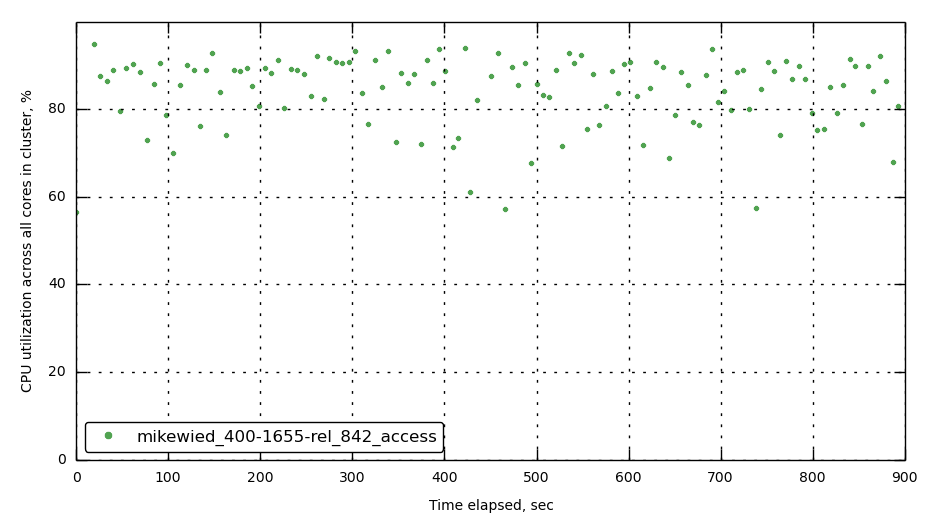 CPU utilization across all cores in cluster, %
80
60
40
20
0
mikewied_400-1655-rel_842_access
0 100 200 300 400 500 600 700 800 900
Time elapsed, sec